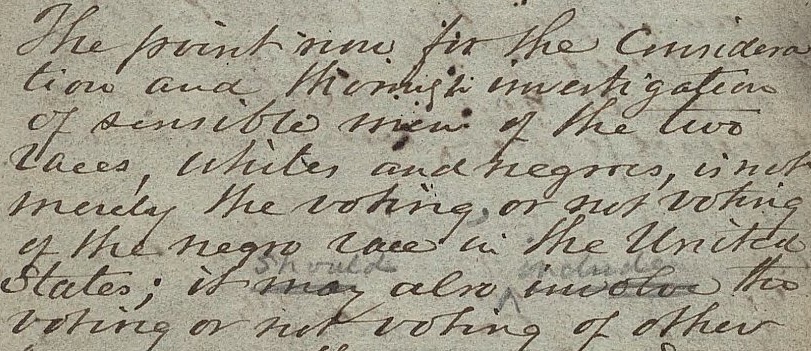 The point now for the Considera
tion and thorough investigation
of sensible men of the two
races, whites and negroes, is not
merely the voting or not voting
of the negro race in the United
should include
States; it may also involve the
voting or not voting of other